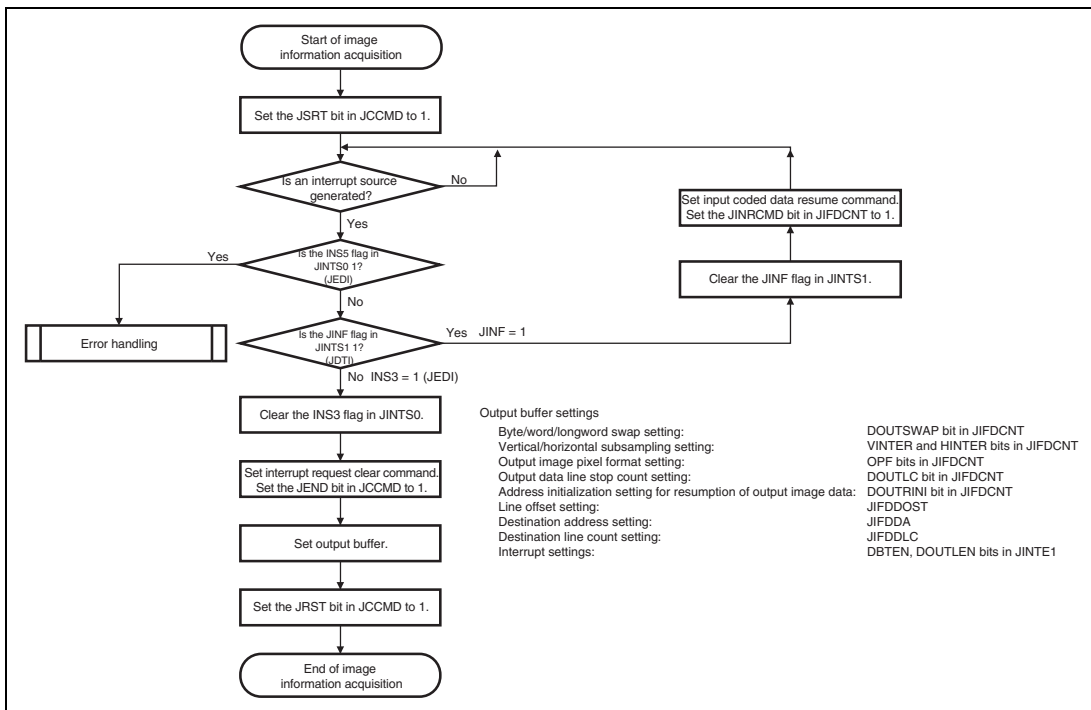 Start of image
information acquisition
Set the JSRT bit in JCCMD to 1.
Is an interrupt source
generated?
No
Yes
Set input coded data resume command.
Set the JINRCMD bit in JIFDCNT to 1.
Is the INS5 flag in
JINTS0 1?
(JEDI)
Yes
No
Clear the JINF flag in JINTS1.
Error handling
Is the JINF flag in
JINTS1 1?
(JDTI)
Yes JINF = 1
No INS3 = 1 (JEDI)
Clear the INS3 flag in JINTS0.
Set interrupt request clear command.
Set the JEND bit in JCCMD to 1.
Set output buffer.
Set the JRST bit in JCCMD to 1.
End of image
information acquisition
Output buffer settings
Byte/word/longword swap setting: DOUTSWAP bit in JIFDCNT
Vertical/horizontal subsampling setting: VINTER and HINTER bits in JIFDCNT
Output image pixel format setting: OPF bits in JIFDCNT
Output data line stop count setting: DOUTLC bit in JIFDCNT
Address initialization setting for resumption of output image data: DOUTRINI bit in JIFDCNT
Line offset setting: JIFDDOST
Destination address setting: JIFDDA
Destination line count setting: JIFDDLC
Interrupt settings: DBTEN, DOUTLEN bits in JINTE1